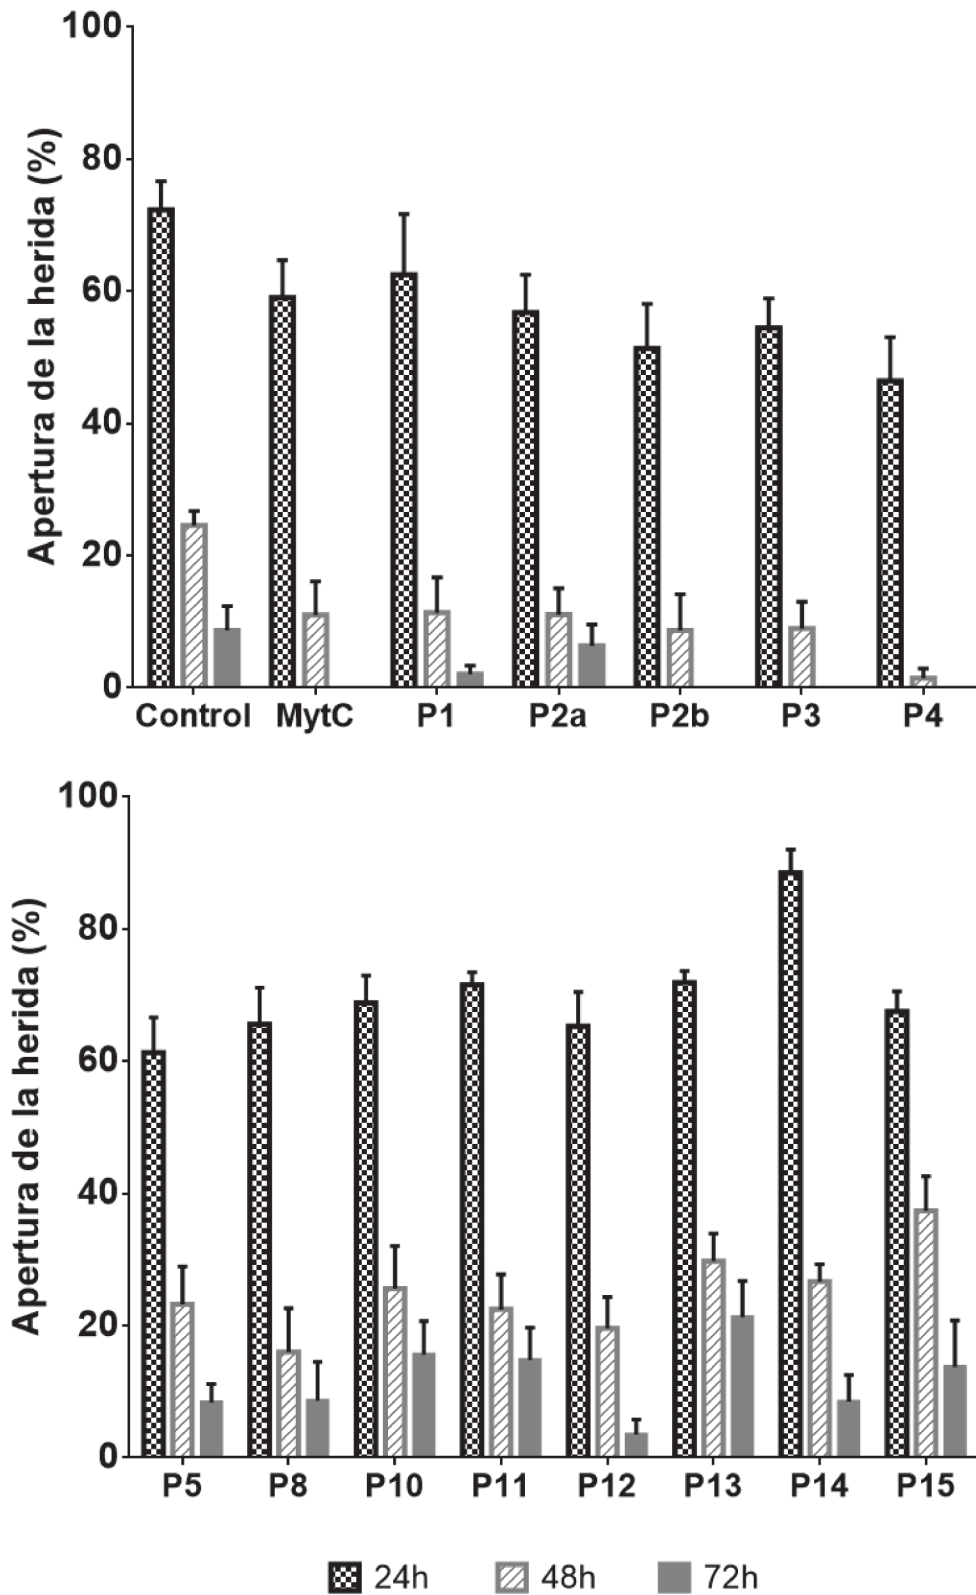 Apertura de la herida (%)
100
80
60
40
20
0
Control MytC P1 P2a P2b P3 P4
Apertura de la herida (%)
100
80
60
40
20
0
P5 P8 P10 P11 P12 P13 P14 P15
24h 48h 72h